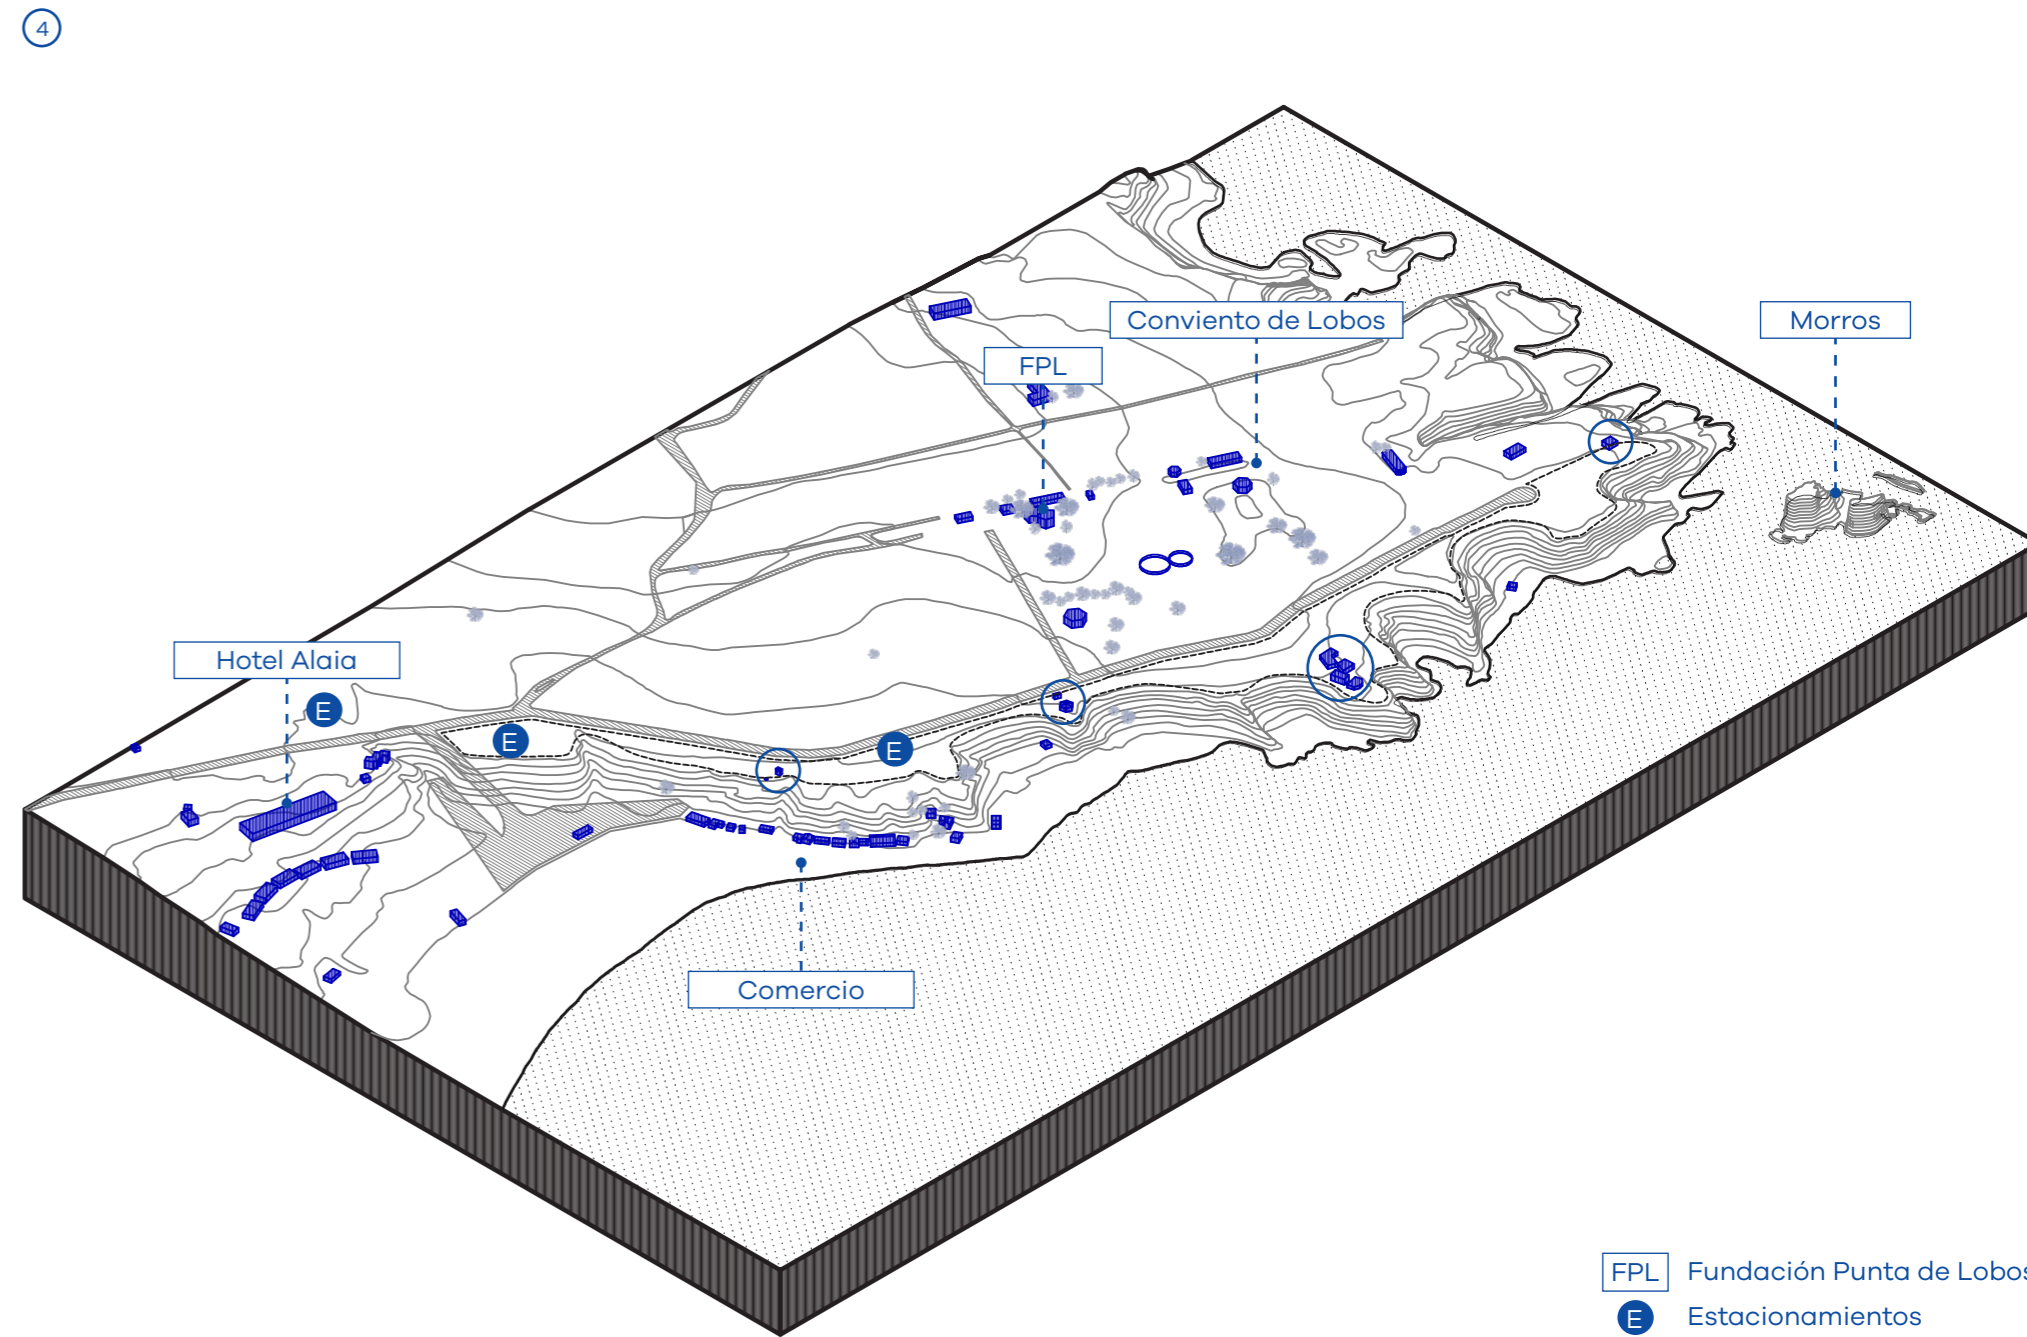 4
Conviento de Lobos
Morros
FPL
Hotel Alaia
E
E
E
Comercio
FPL Fundación Punta de Lobos
E Estacionamientos